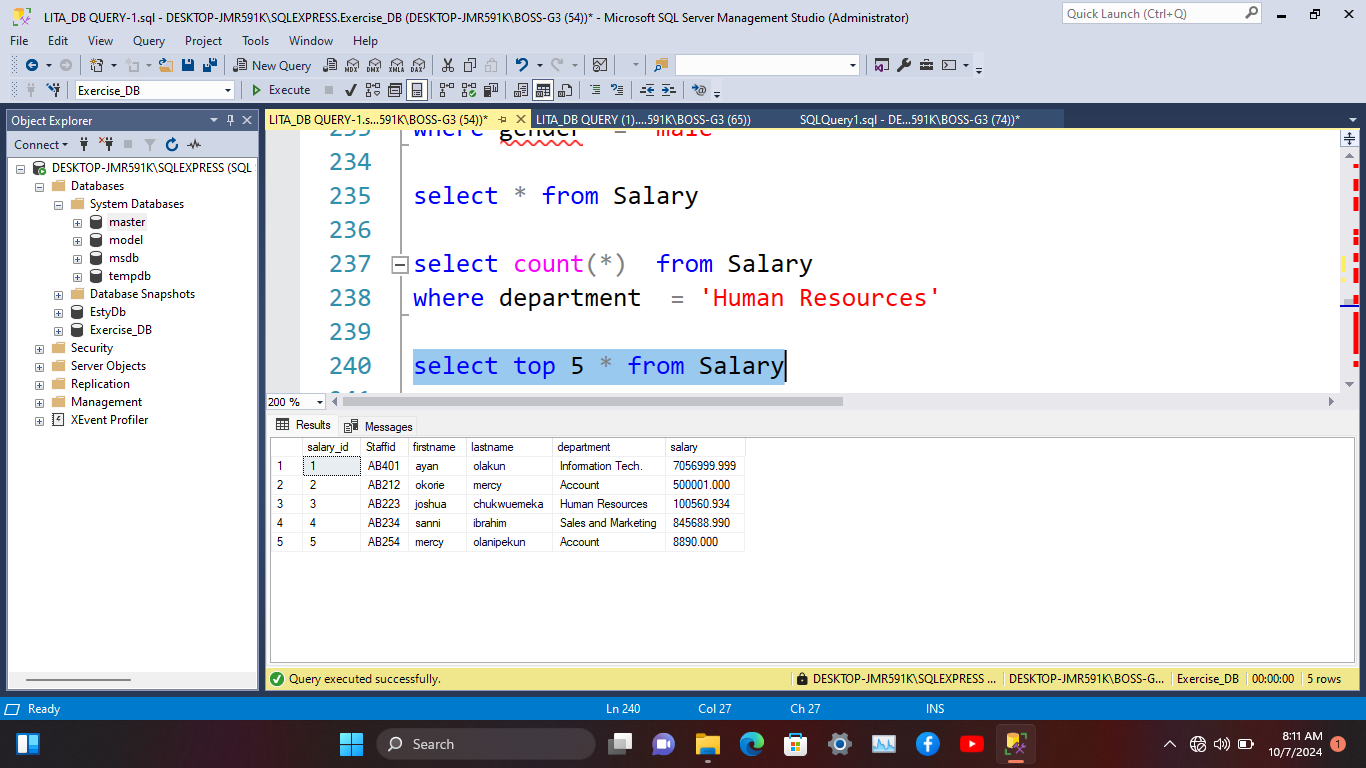 LITA_DB QUERY-1.sql - DESKTOP-JMR591K\SQLEXPRESS.Exercise_DB (DESKTOP-JMR591K\BOSS-G3 (54))* - Microsoft SQL Server Management Studio (Administrator)
Quick Launch (Ctrl+Q)
File Edit View Query Project Tools Window Help
New Query MDX DMX XMLA DAX
Exercise_DB Execute
Object Explorer
Connect
DESKTOP-JMR591K\SQLEXPRESS (SQL
Databases
System Databases
master
model
msdb
tempdb
Database Snapshots
EstyDb
Exercise_DB
Security
Server Objects
Replication
Management
XEvent Profiler
LITA_DB QUERY-1.s...591K\BOSS-G3 (54))* LITA_DB QUERY (1)....591K\BOSS-G3 (65)) SQLQuery1.sql - DE...591K\BOSS-G3 (74))*
where gender = 'male'
234
235 select * from Salary
236
237 select count(*) from Salary
238 where department = 'Human Resources'
239
240 select top 5 * from Salary
200 %
Results Messages
salary_id Staffid firstname lastname department salary
1 1 AB401 ayan olakun Information Tech. 7056999.999
2 2 AB212 okorie mercy Account 500001.000
3 3 AB223 joshua chukwuemeka Human Resources 100560.934
4 4 AB234 sanni ibrahim Sales and Marketing 845688.990
5 5 AB254 mercy olanipekun Account 8890.000
Query executed successfully. DESKTOP-JMR591K\SQLEXPRESS ... DESKTOP-JMR591K\BOSS-G... Exercise_DB 00:00:00 5 rows
Ready Ln 240 Col 27 Ch 27 INS
Search
8:11 AM
10/7/2024
1